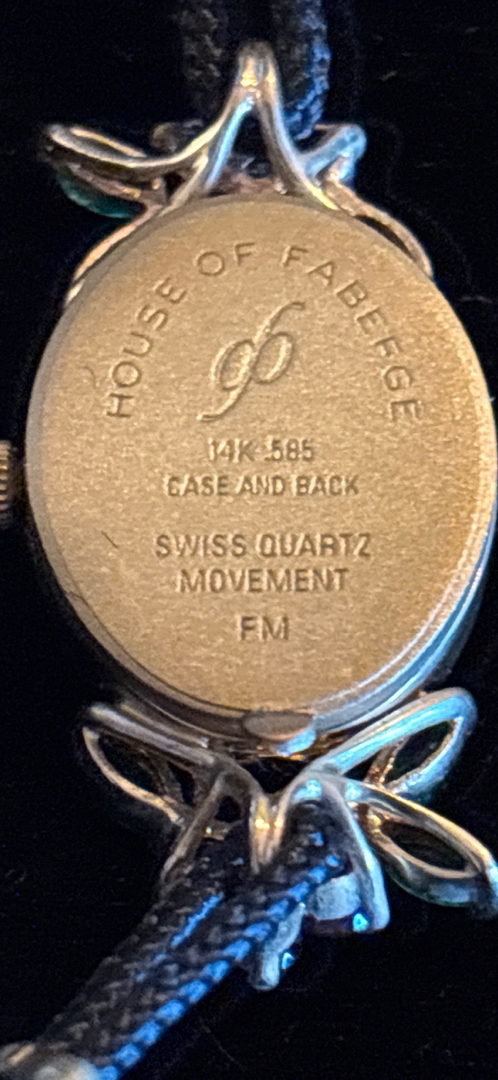 HOUSE OF FABERGE
14K .585
CASE AND BACK
SWISS QUARTZ
MOVEMENT
FM